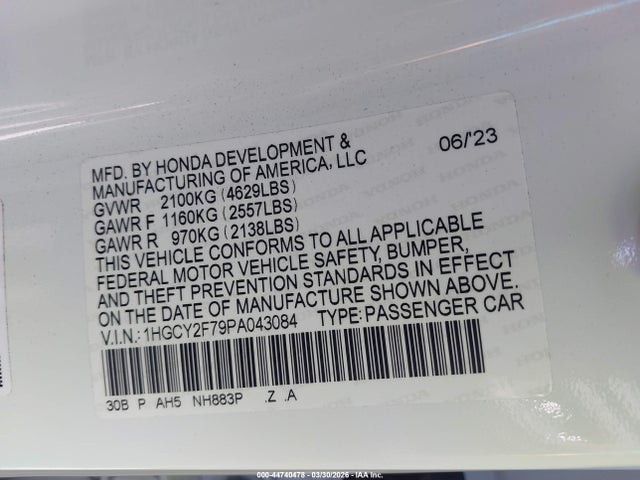 MFD. BY HONDA DEVELOPMENT & 06/'23
MANUFACTURING OF AMERICA, LLC
GVWR 2100KG (4629LBS)
GAWR F 1160KG (2557LBS)
GAWR R 970KG (2138LBS)
THIS VEHICLE CONFORMS TO ALL APPLICABLE
FEDERAL MOTOR VEHICLE SAFETY, BUMPER,
AND THEFT PREVENTION STANDARDS IN EFFECT
ON THE DATE OF MANUFACTURE SHOWN ABOVE.
V.I.N.:1HGCY2F79PA043084 TYPE:PASSENGER CAR
30B P AH5 NH883P .Z .A
000-44740478 - 03/30/2026 - IAA Inc.